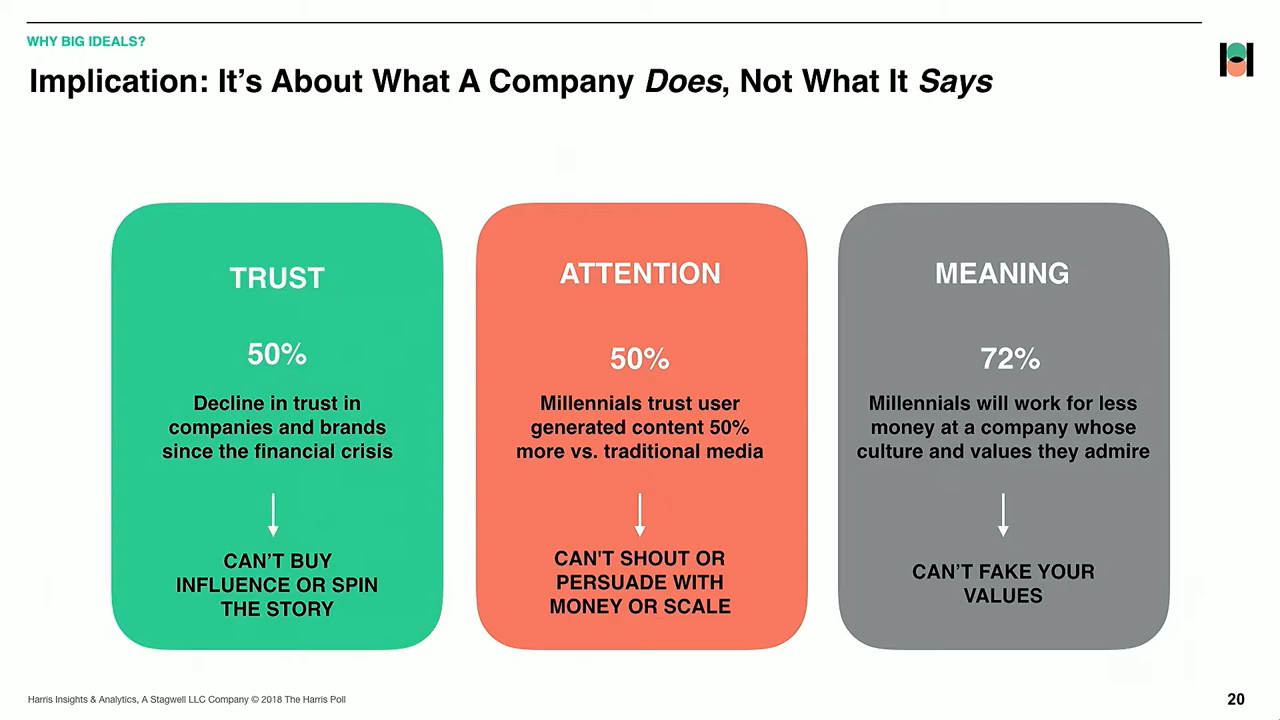 WHY BIG IDEALS?
Implication: It's About What A Company Does, Not What It Says
TRUST
50%
Decline in trust in
companies and brands
since the financial crisis
CAN'T BUY
INFLUENCE OR SPIN
THE STORY
ATTENTION
50%
Millennials trust user
generated content 50%
more vs. traditional media
CAN'T SHOUT OR
PERSUADE WITH
MONEY OR SCALE
MEANING
72%
Millennials will work for less
money at a company whose
culture and values they admire
CAN'T FAKE YOUR
VALUES
Harris Insights & Analytics, A Stagwell LLC Company © 2018 The Harris Poll
20